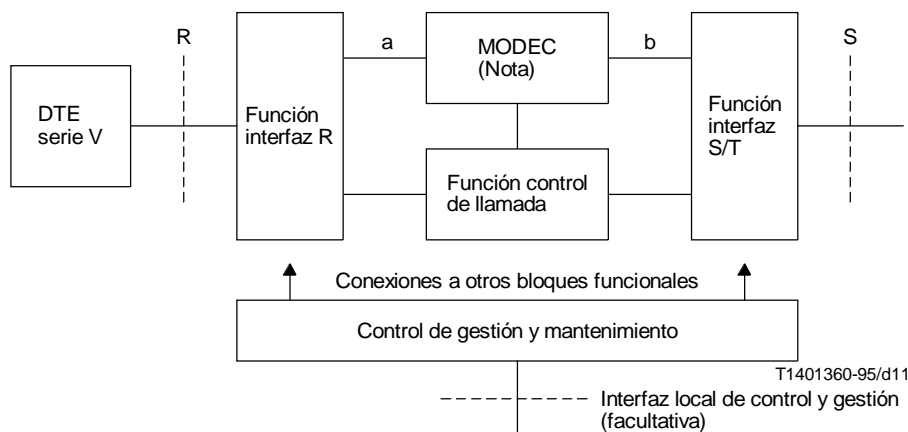 R
a
MODEC
(Nota)
b
S
DTE
serie V
Función
interfaz R
Función
interfaz
S/T
Función control
de llamada
Conexiones a otros bloques funcionales
Control de gestión y mantenimiento
T1401360-95/d11
Interfaz local de control y gestión
(facultativa)